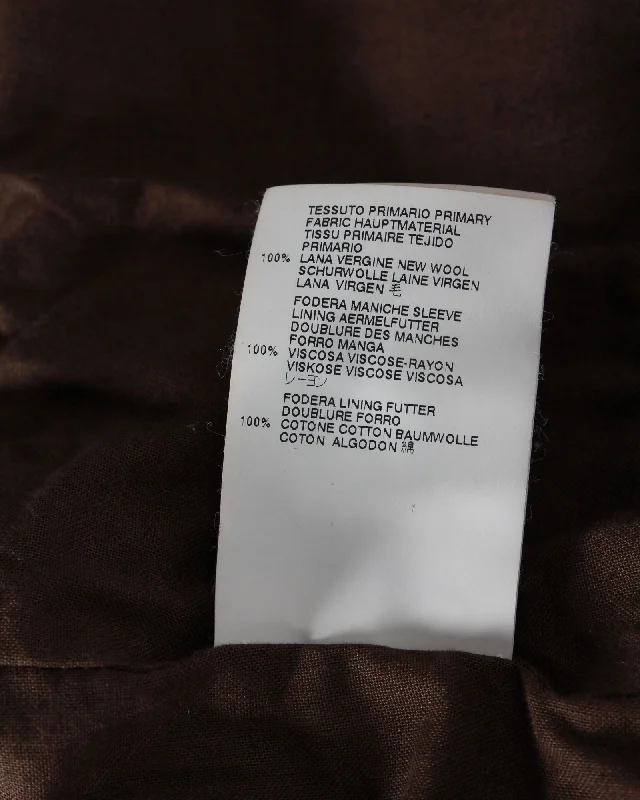 TESSUTO PRIMARIO PRIMARY
FABRIC HAUPTMATERIAL
TISSU PRIMAIRE TEJIDO
PRIMARIO
100% LANA VERGINE NEW WOOL
SCHURWOLLE LAINE VIRGEN
LANA VIRGEN 毛
FODERA MANICHE SLEEVE
LINING AERMELFUTTER
DOUBLURE DES MANCHES
FORRO MANGA
100% VISCOSA VISCOSE-RAYON
VISKOSE VISCOSE VISCOSA
レーヨン
FODERA LINING FUTTER
DOUBLURE FORRO
100% COTONE COTTON BAUMWOLLE
COTON ALGODON 綿